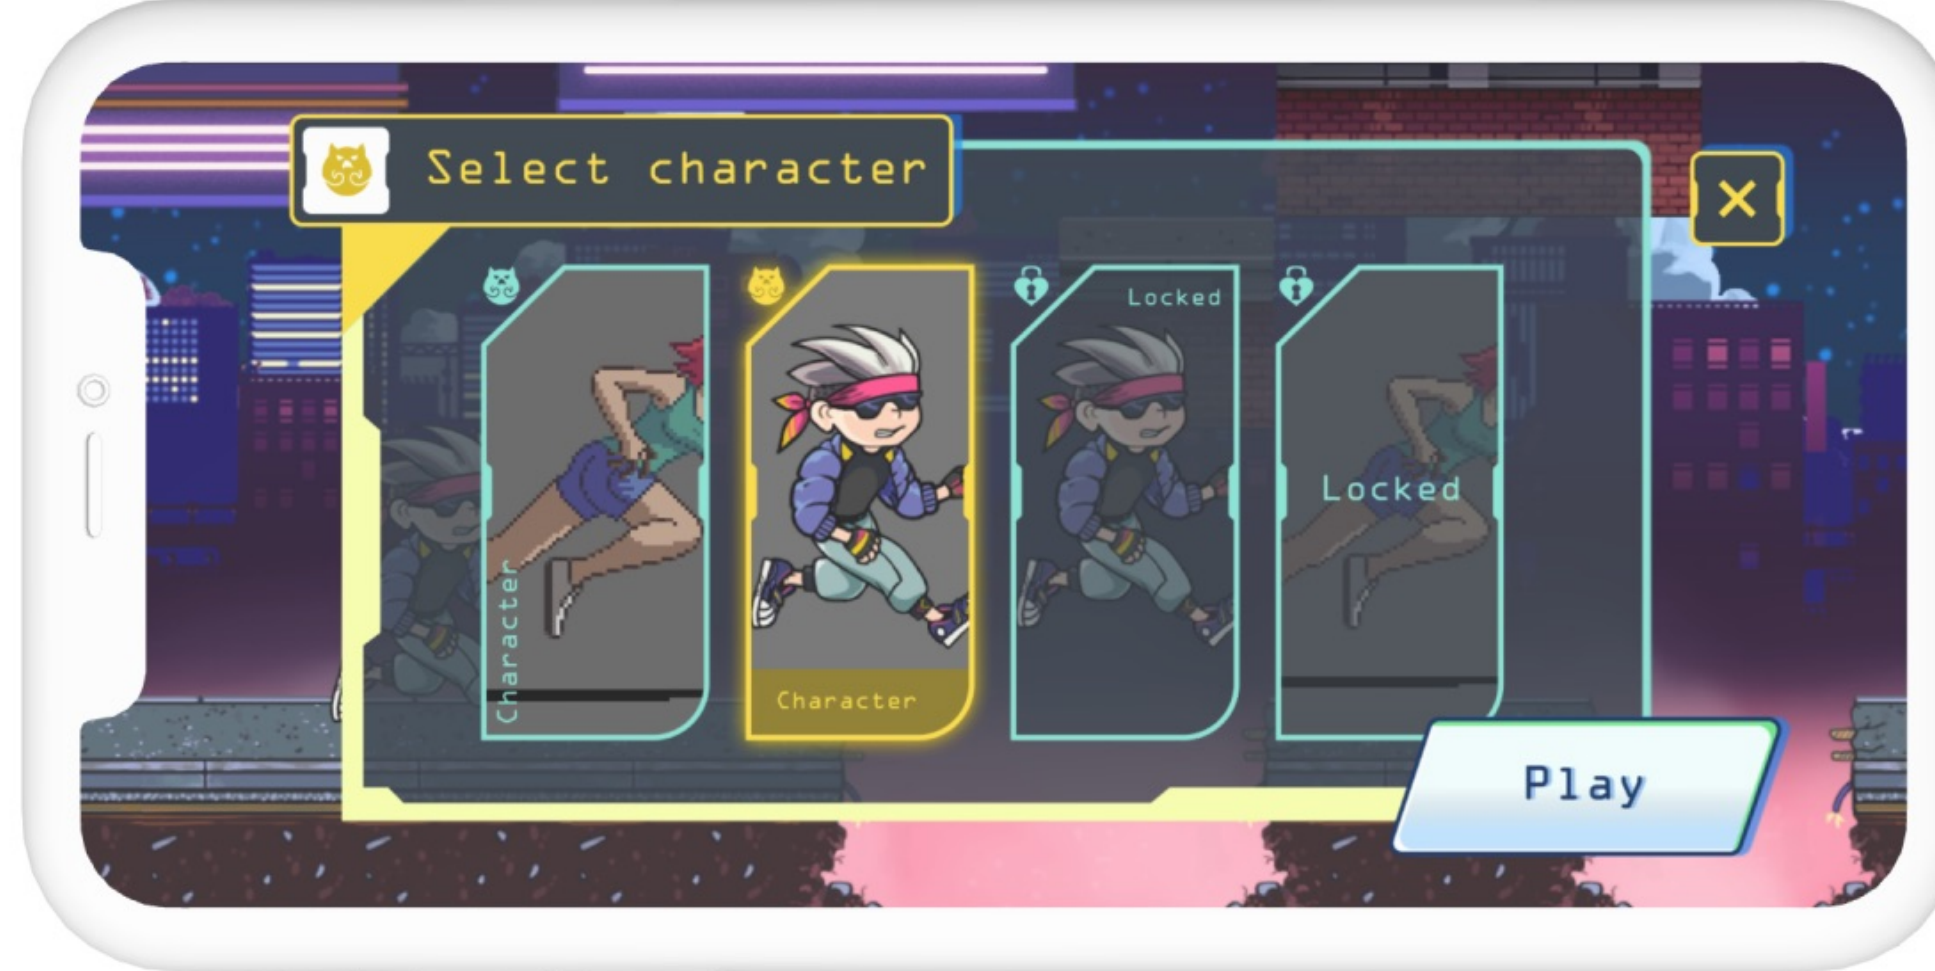 Select character
Character
Character
Locked
Locked
Play